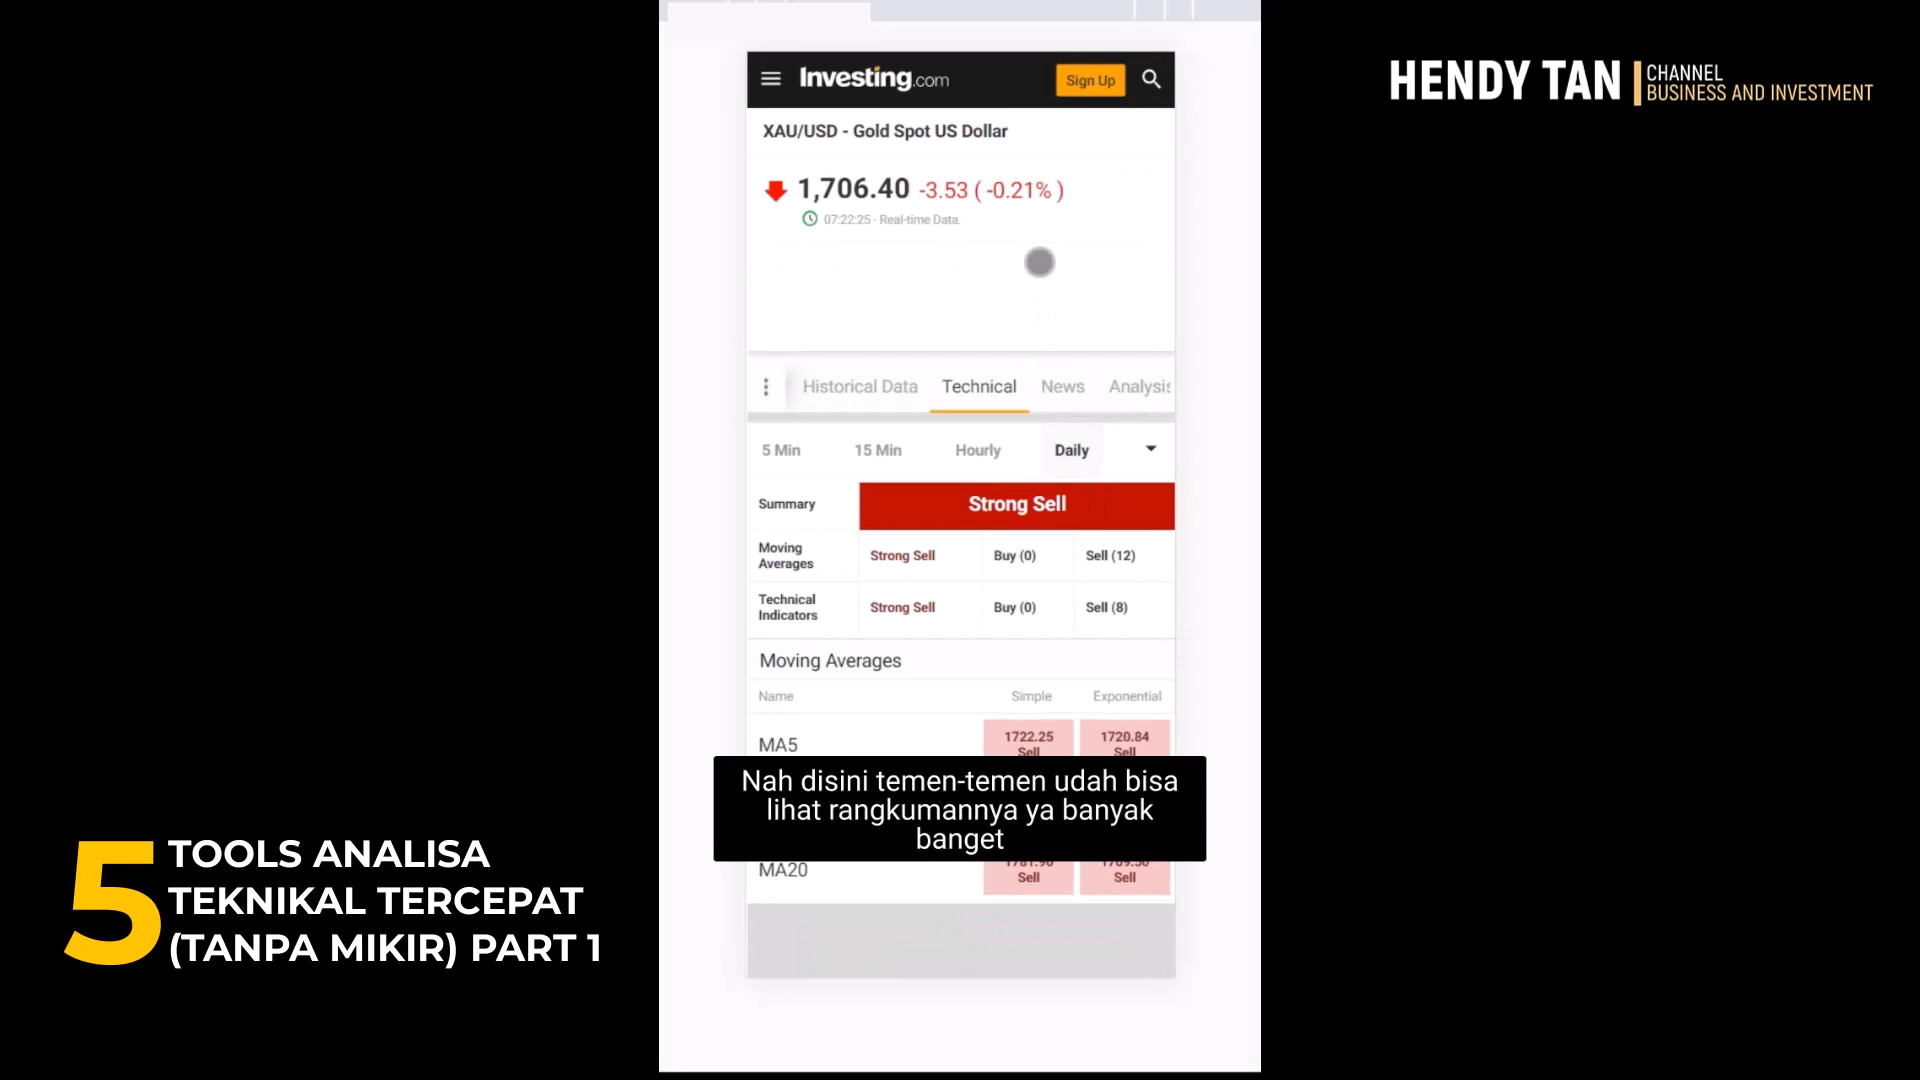 Investing.com
Sign Up
HENDY TAN
CHANNEL
BUSINESS AND INVESTMENT
XAU/USD - Gold Spot US Dollar
1,706.40 -3.53 ( -0.21% )
07:22:25 - Real-time Data.
Historical Data Technical News Analysis
5 Min 15 Min Hourly Daily
Summary Strong Sell
Moving
Averages
Strong Sell Buy (0) Sell (12)
Technical
Indicators
Strong Sell Buy (0) Sell (8)
Moving Averages
Name Simple Exponential
MA5
1722.25 1720.84
Sell Sell
Nah disini temen-temen udah bisa
lihat rangkumannya ya banyak
banget
MA20
Sell Sell
5 TOOLS ANALISA
TEKNIKAL TERCEPAT
(TANPA MIKIR) PART 1